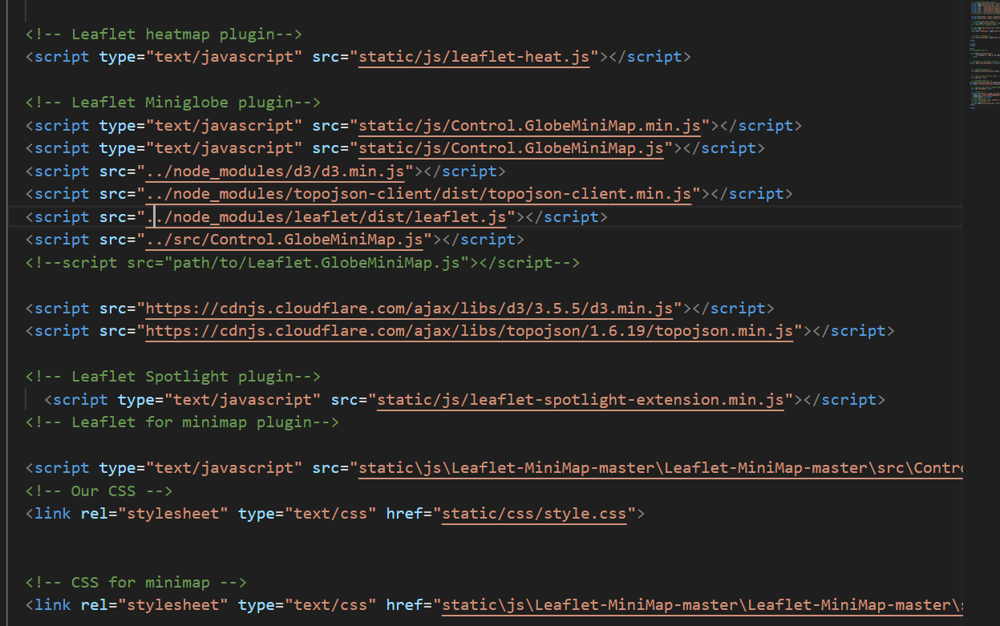 <!-- Leaflet heatmap plugin-->
<script type="text/javascript" src="static/js/leaflet-heat.js"></script>
<!-- Leaflet Miniglobe plugin-->
<script type="text/javascript" src="static/js/Control.GlobeMiniMap.min.js"></script>
<script type="text/javascript" src="static/js/Control.GlobeMiniMap.js"></script>
<script src="../node_modules/d3/d3.min.js"></script>
<script src="../node_modules/topojson-client/dist/topojson-client.min.js"></script>
<script src="../node_modules/leaflet/dist/leaflet.js"></script>
<script src="../src/Control.GlobeMiniMap.js"></script>
<!--script src="path/to/Leaflet.GlobeMiniMap.js"></script-->
<script src="https://cdnjs.cloudflare.com/ajax/libs/d3/3.5.5/d3.min.js"></script>
<script src="https://cdnjs.cloudflare.com/ajax/libs/topojson/1.6.19/topojson.min.js"></script>
<!-- Leaflet Spotlight plugin-->
<script type="text/javascript" src="static/js/leaflet-spotlight-extension.min.js"></script>
<!-- Leaflet for minimap plugin-->
<script type="text/javascript" src="static\js\Leaflet-MiniMap-master\Leaflet-MiniMap-master\src\Contro
<!-- Our CSS -->
<link rel="stylesheet" type="text/css" href="static/css/style.css">
<!-- CSS for minimap -->
<link rel="stylesheet" type="text/css" href="static\js\Leaflet-MiniMap-master\Leaflet-MiniMap-master\s